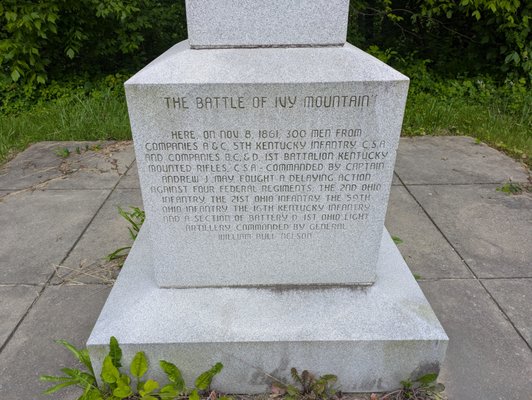 "THE BATTLE OF IVY MOUNTAIN"
HERE, ON NOV. 8, 1861, 300 MEN FROM
COMPANIES A & C, 5TH KENTUCKY INFANTRY, C.S.A.
AND COMPANIES B,C,& D, 1ST BATTALION KENTUCKY
MOUNTED RIFLES, C.S.A. - COMMANDED BY CAPTAIN
ANDREW J. MAY FOUGHT A DELAYING ACTION
AGAINST FOUR FEDERAL REGIMENTS; THE 2ND OHIO
INFANTRY, THE 21ST OHIO INFANTRY, THE 59TH
OHIO INFANTRY, THE 16TH KENTUCKY INFANTRY,
AND A SECTION OF BATTERY D, 1ST OHIO LIGHT
ARTILLERY, COMMANDED BY GENERAL
WILLIAM "BULL" NELSON.